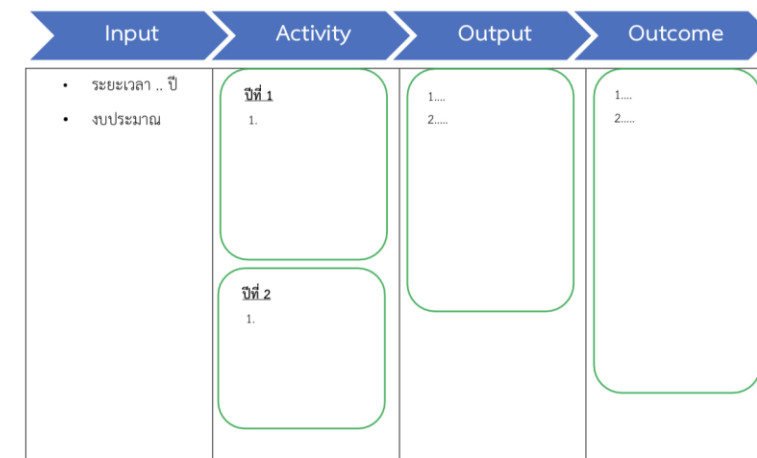 Input
Activity
Output
Outcome
• ระยะเวลา .. ปี
• งบประมาณ
ปีที่ 1
1.
ปีที่ 2
1.
1....
2.....
1....
2.....